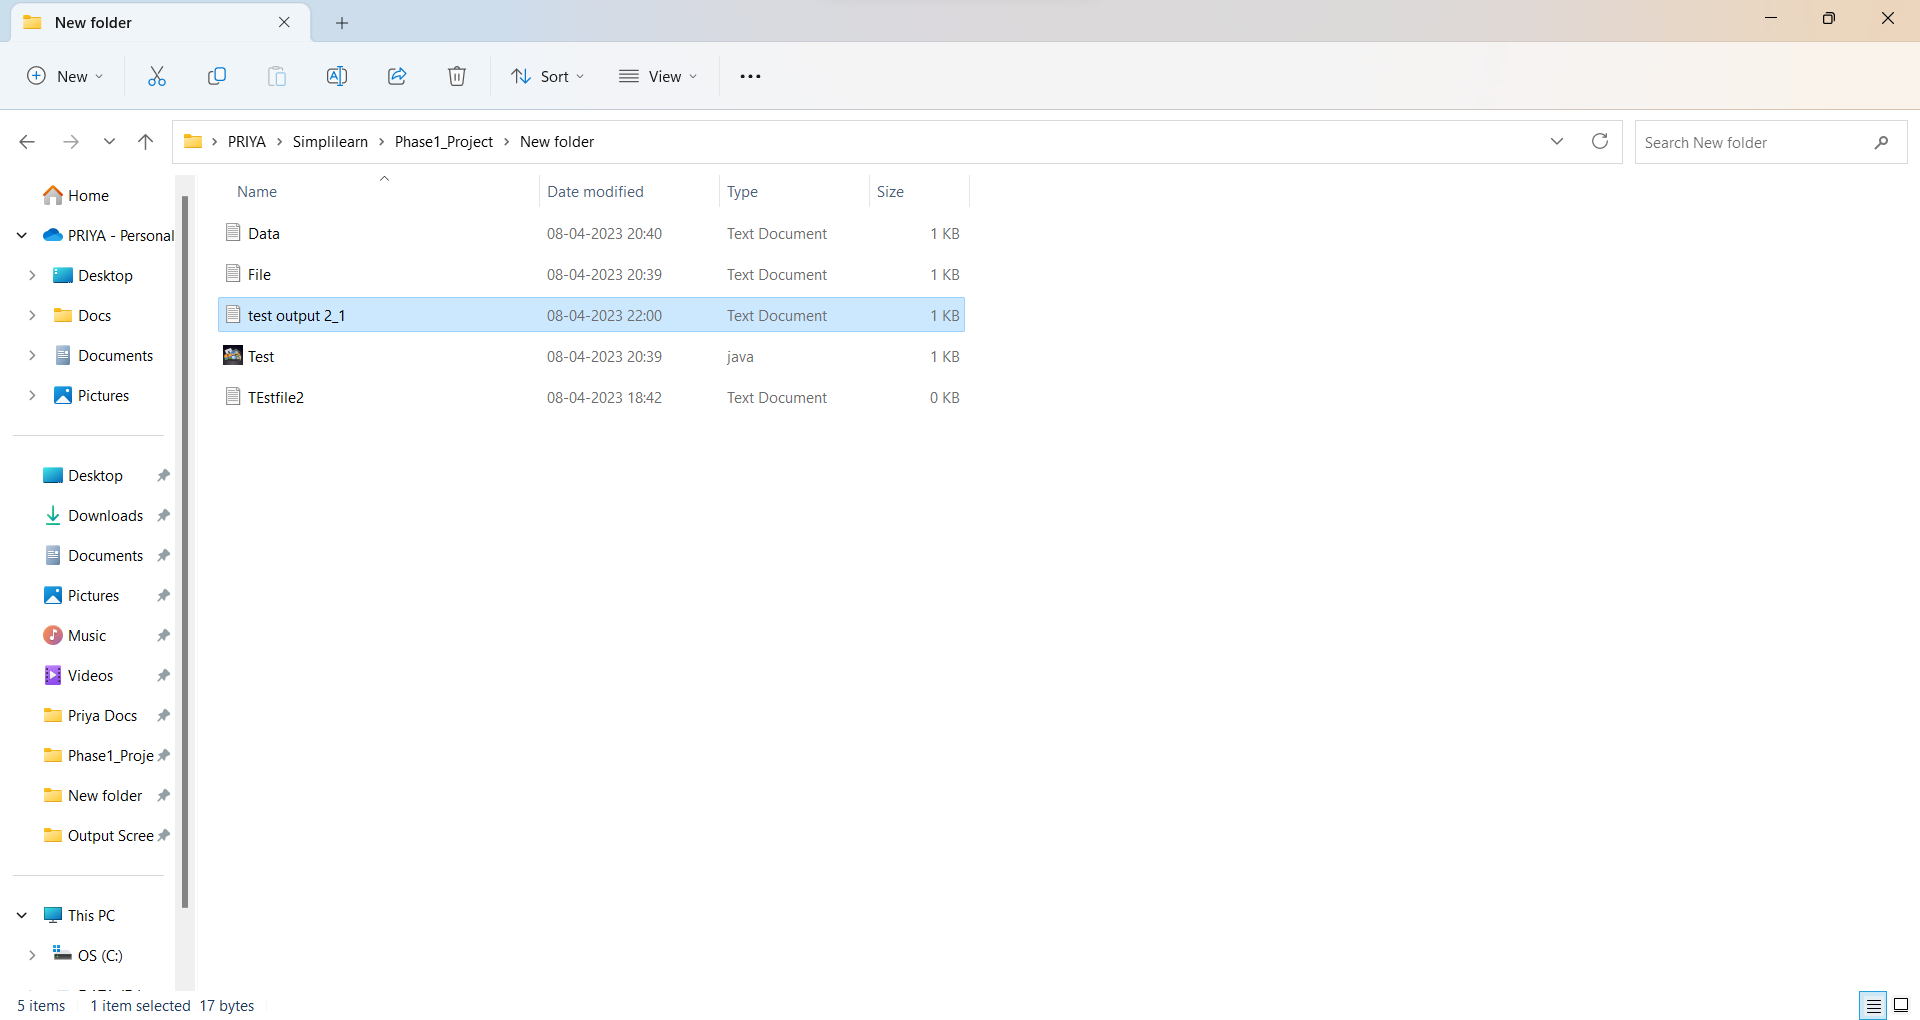 New folder
New
Sort
View
PRIYA > Simplilearn > Phase1_Project > New folder
Search New folder
Home
PRIYA - Personal
Desktop
Docs
Documents
Pictures
Desktop
Downloads
Documents
Pictures
Music
Videos
Priya Docs
Phase1_Proje
New folder
Output Scree
This PC
OS (C:)
Name Date modified Type Size
Data 08-04-2023 20:40 Text Document 1 KB
File 08-04-2023 20:39 Text Document 1 KB
test output 2_1 08-04-2023 22:00 Text Document 1 KB
Test 08-04-2023 20:39 java 1 KB
TEstfile2 08-04-2023 18:42 Text Document 0 KB
5 items 1 item selected 17 bytes